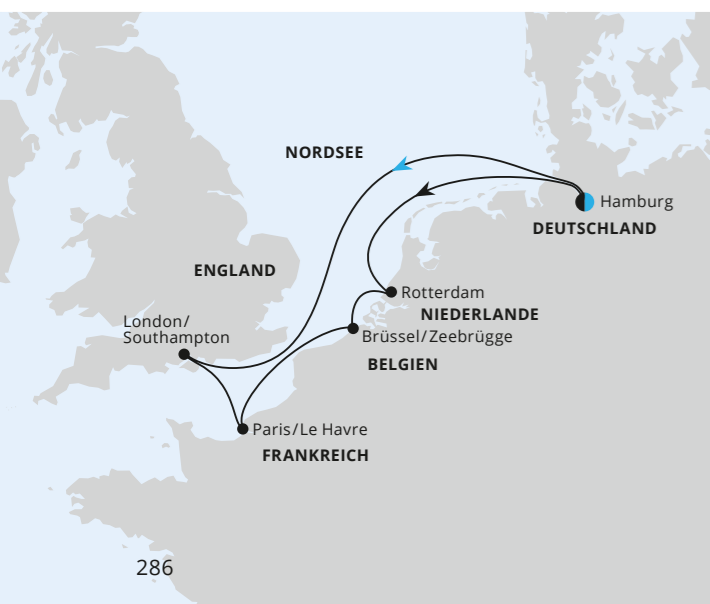 NORDSEE
Hamburg
DEUTSCHLAND
ENGLAND
Rotterdam
NIEDERLANDE
London/
Southampton
Brüssel/Zeebrügge
BELGIEN
Paris/Le Havre
FRANKREICH
286